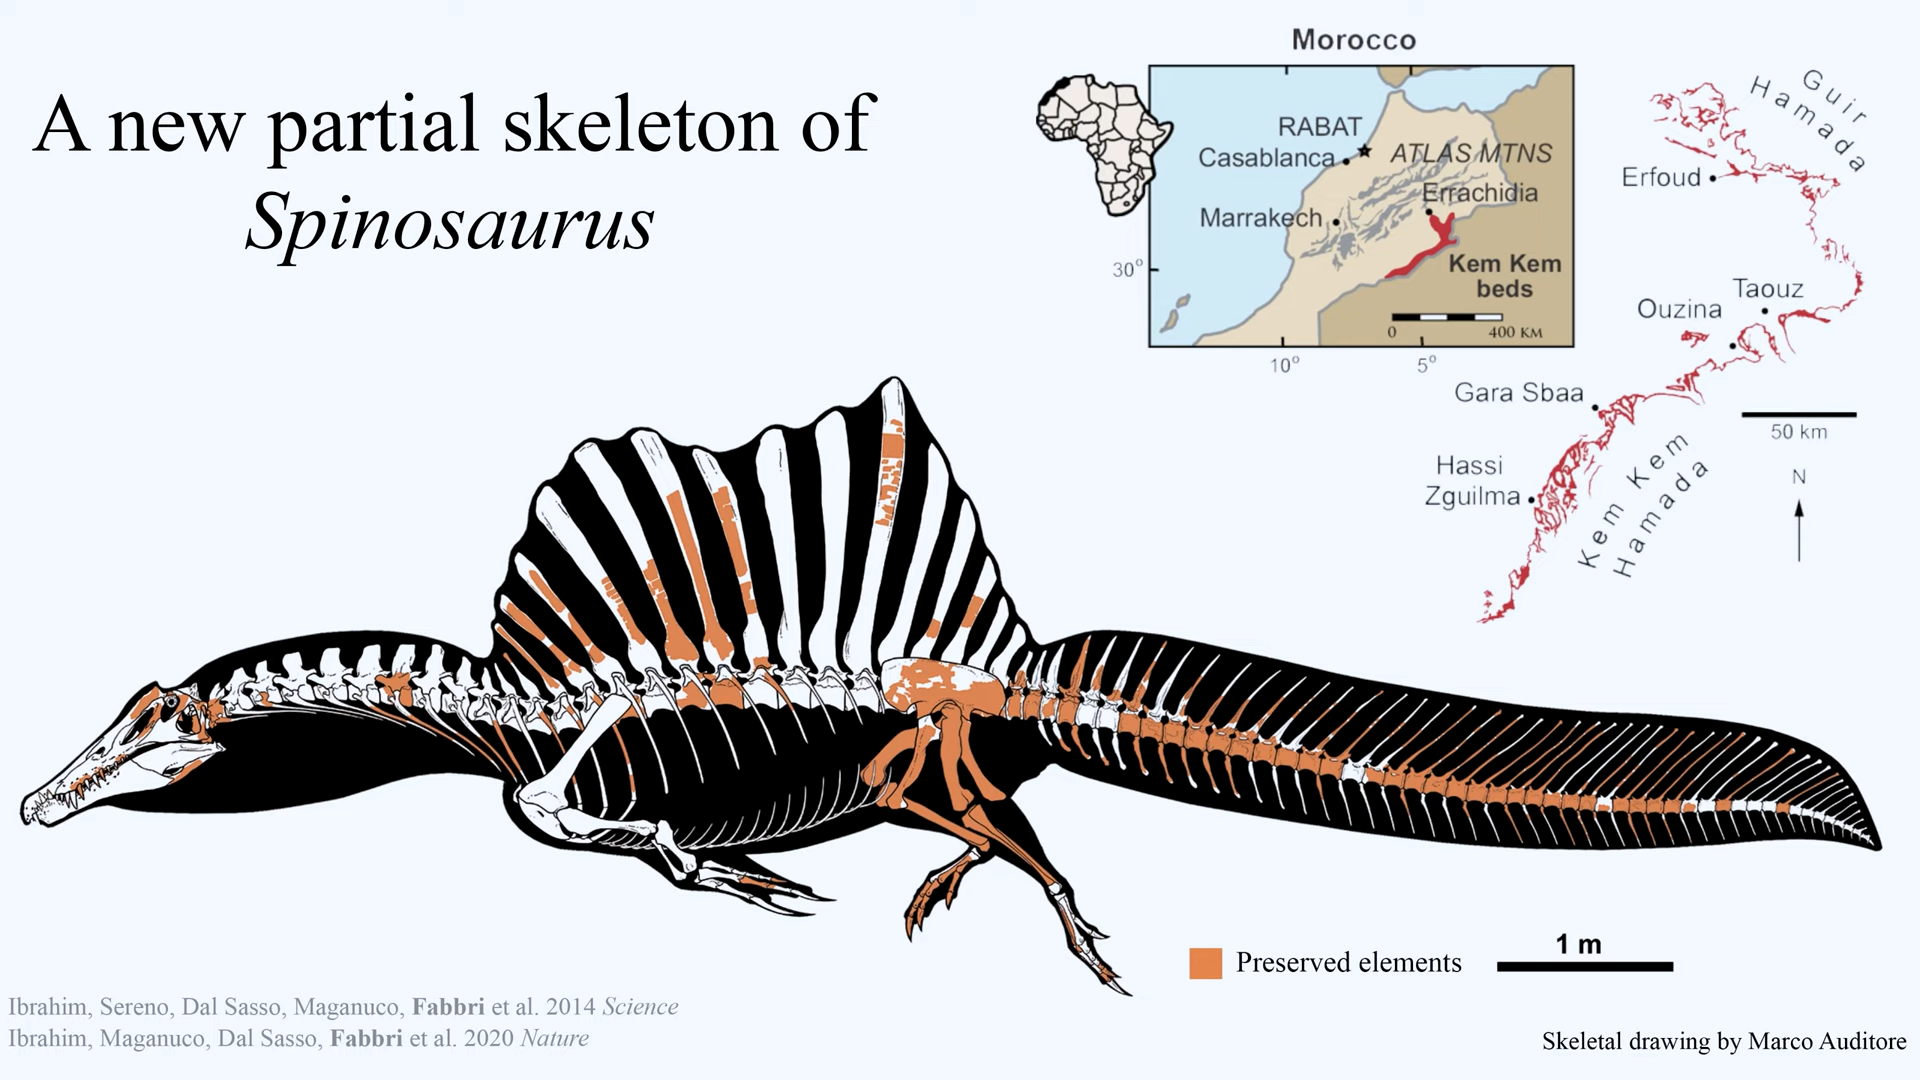 A new partial skeleton of
Spinosaurus
Morocco
RABAT
Casablanca
ATLAS MTNS
Errachidia
Marrakech
30°
Kem Kem
beds
0 400 KM
10° 5°
Guir
Hamada
Erfoud
Taouz
Ouzina
Gara Sbaa
50 km
Hassi
Zguilma
Kem Kem
Hamada
N
Preserved elements
1 m
Ibrahim, Sereno, Dal Sasso, Maganuco, Fabbri et al. 2014 Science
Ibrahim, Maganuco, Dal Sasso, Fabbri et al. 2020 Nature
Skeletal drawing by Marco Auditore